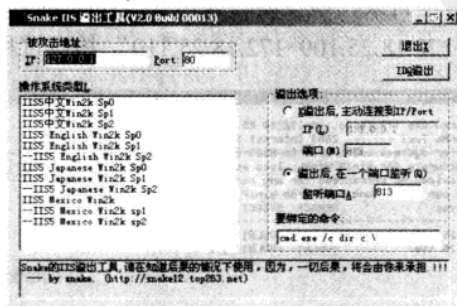 Snake IIS 溢出工具(V2.0 Build 00013)
被攻击地址
IP: 127.0.0.1 Port: 80
退出X
IDQ溢出
操作系统类型L
IIS5中文Win2k Sp0
IIS5中文Win2k Sp1
IIS5中文Win2k Sp2
IIS5 English Win2k Sp0
IIS5 English Win2k Sp1
--IIS5 English Win2k Sp2
IIS5 Japanese Win2k Sp0
IIS5 Japanese Win2k Sp1
--IIS5 Japanese Win2k Sp2
IIS5 Mexico Win2k
--IIS5 Mexico Win2k sp1
--IIS5 Mexico Win2k sp2
溢出选项:
溢出后,主动连接到IP/Port
IP
端口
溢出后,在一个端口监听
监听端口A: 813
要绑定的命令:
cmd.exe /c dir c:\
Snake的IIS溢出工具,请在知道后果的情况下使用,因为,一切后果,将会由你来承担.!!!
— by snake. (http://snake12.top263.net)